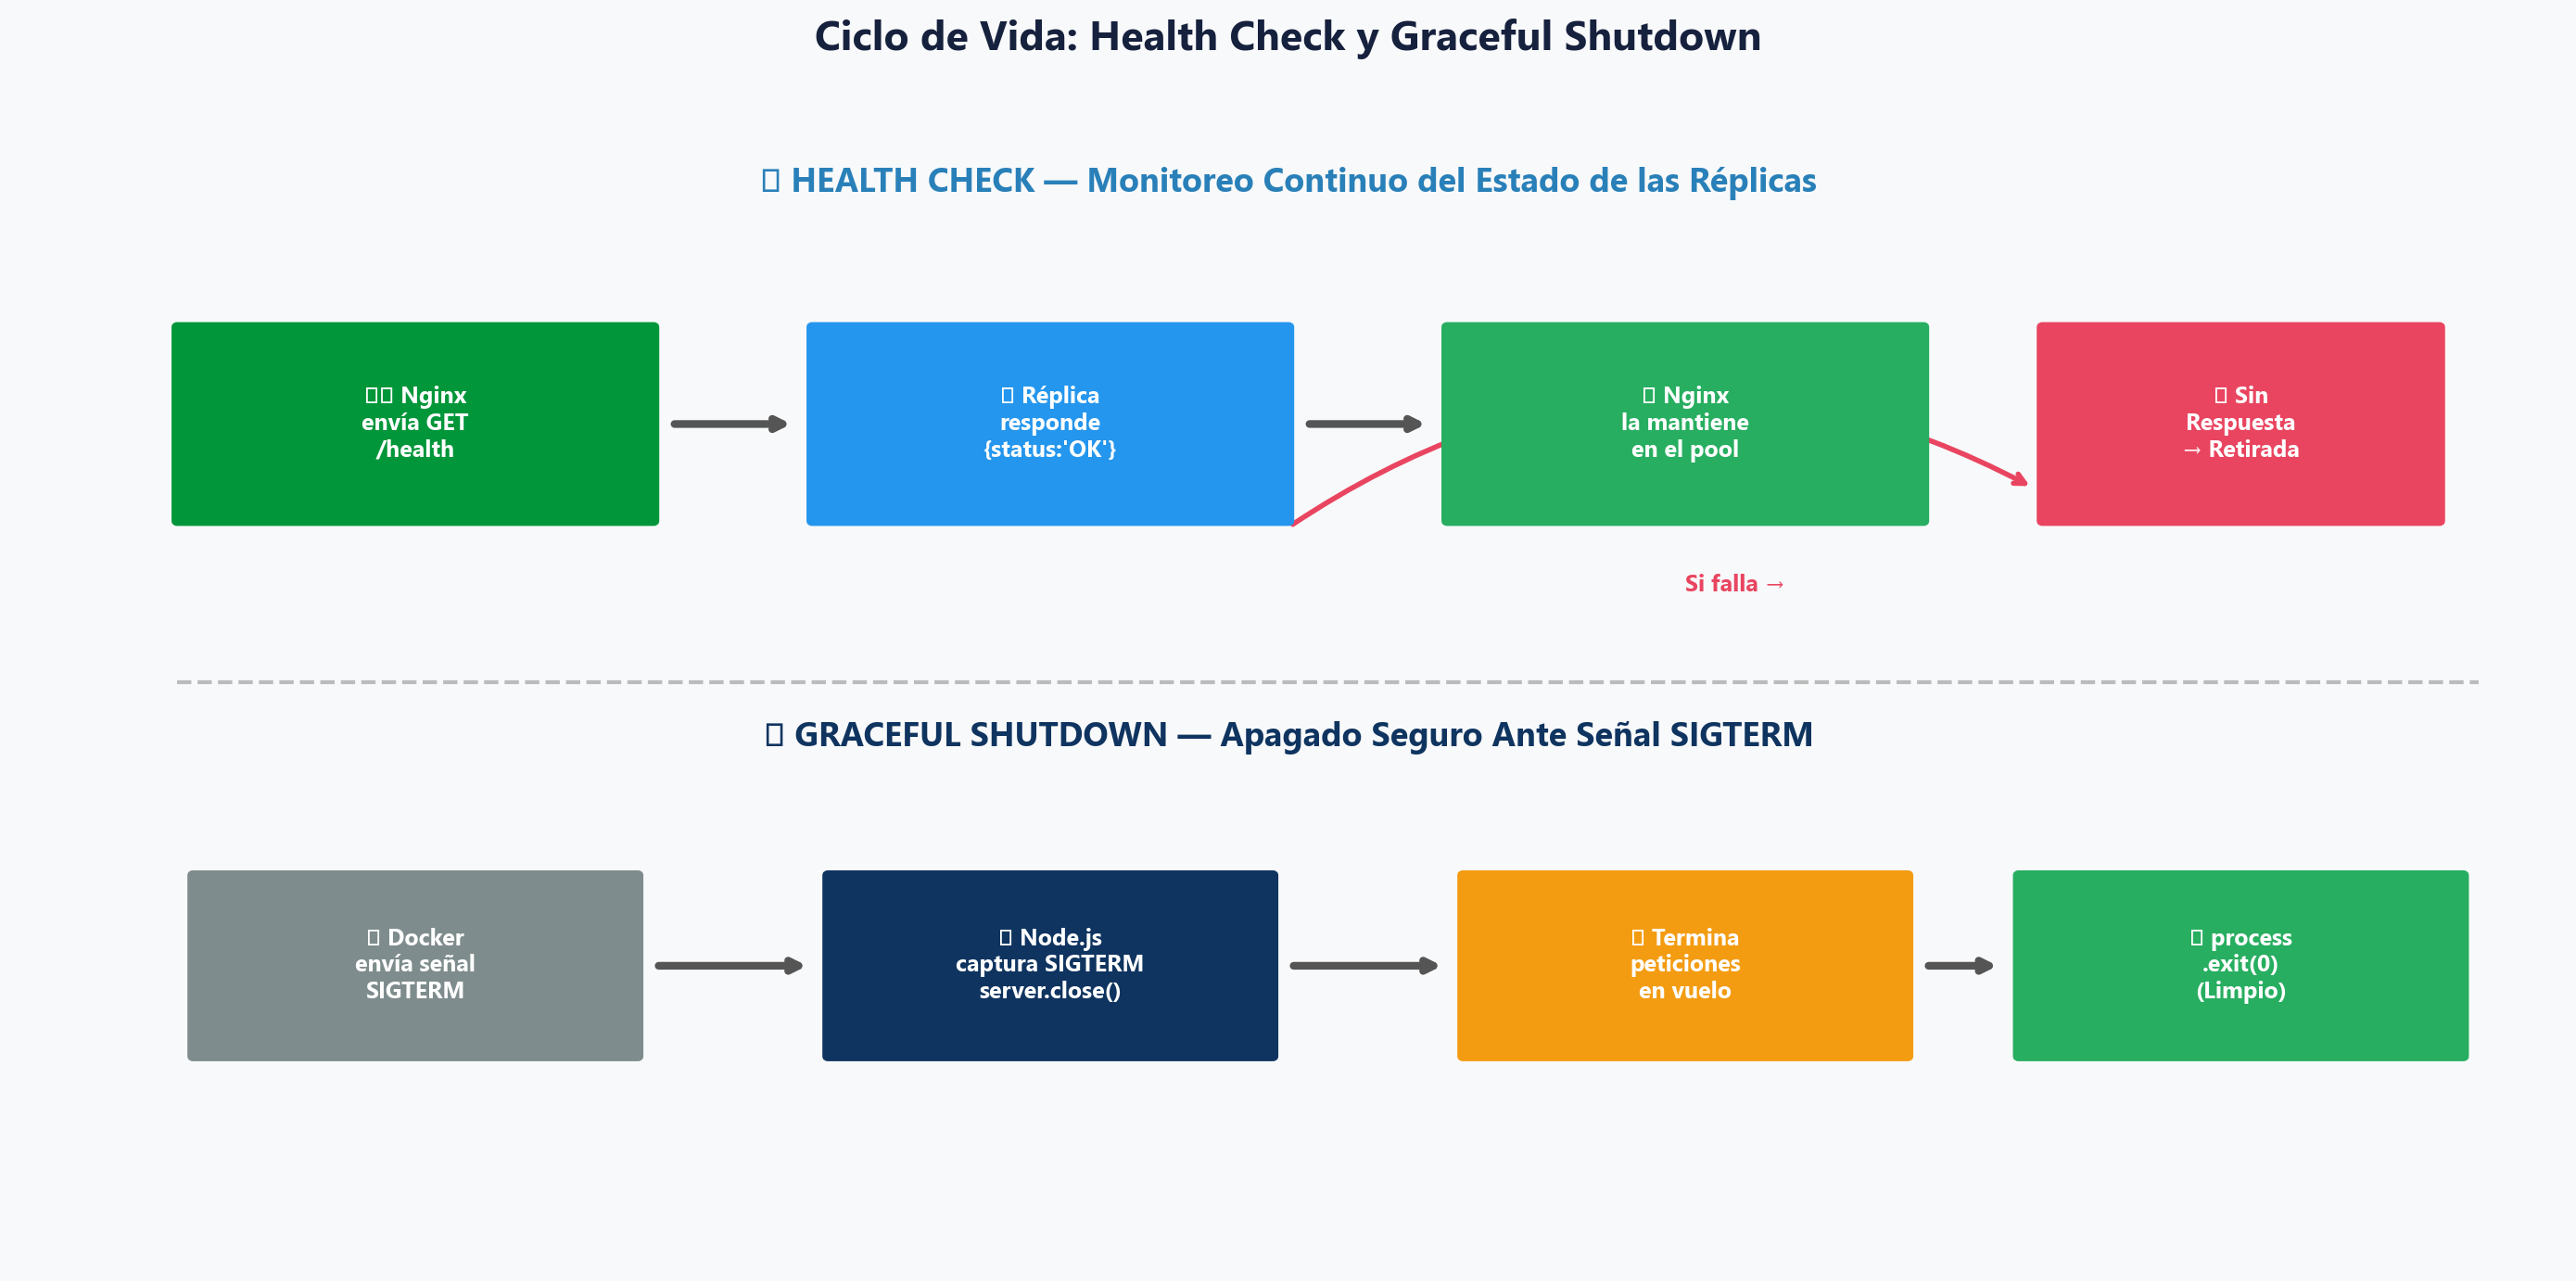 Ciclo de Vida: Health Check y Graceful Shutdown
HEALTH CHECK — Monitoreo Continuo del Estado de las Réplicas
Nginx
envía GET
/health
Réplica
responde
{status:'OK'}
Nginx
la mantiene
en el pool
Sin
Respuesta
→ Retirada
Si falla →
GRACEFUL SHUTDOWN — Apagado Seguro Ante Señal SIGTERM
Docker
envía señal
SIGTERM
Node.js
captura SIGTERM
server.close()
Termina
peticiones
en vuelo
process
.exit(0)
(Limpio)